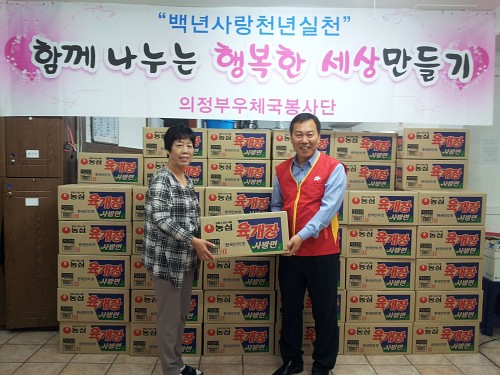 “백년사랑천년실천”
함께 나누는 행복한 세상만들기
의정부우체국봉사단
농심
육개장
사발면